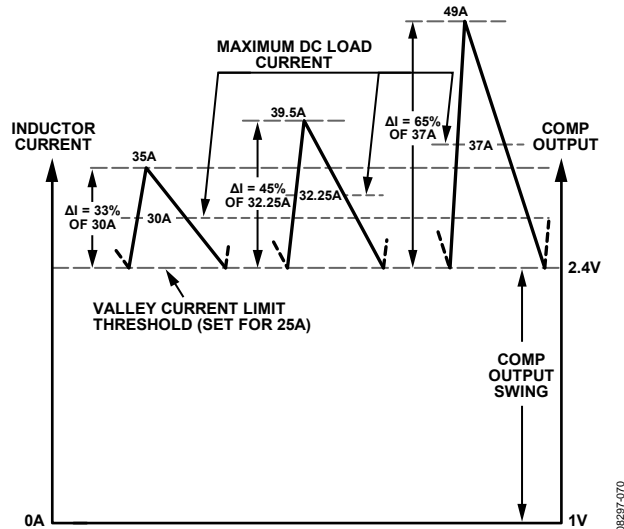 49A
MAXIMUM DC LOAD
CURRENT
39.5A
ΔI = 65%
OF 37A
INDUCTOR
CURRENT
COMP
OUTPUT
35A
37A
ΔI = 45%
OF 32.25A
32.25A
ΔI = 33%
OF 30A
30A
2.4V
VALLEY CURRENT LIMIT
THRESHOLD (SET FOR 25A)
COMP
OUTPUT
SWING
0A
1V
08297-070